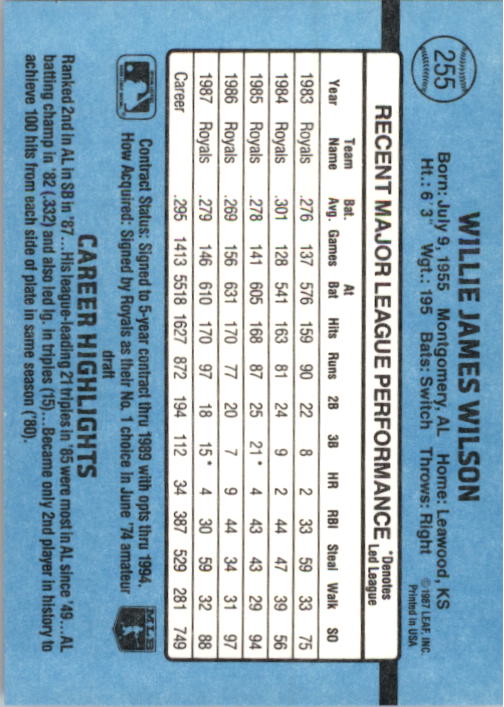 255
WILLIE JAMES WILSON
Born: July 9, 1955 Montgomery, AL Home: Leawood, KS
Ht.: 6'3" Wgt.: 195 Bats: Switch Throws: Right
©1987 LEAF, INC.
Printed in USA
RECENT MAJOR LEAGUE PERFORMANCE *Denotes Led League
Year Team Name Bat. Avg. Games At Bat Hits Runs 2B 3B HR RBI Steal Walk SO
1983 Royals .276 137 576 159 90 22 8 2 33 59 33 75
1984 Royals .301 128 541 163 81 24 9 2 44 47 39 56
1985 Royals .278 141 605 168 87 25 21* 4 43 43 29 94
1986 Royals .269 156 631 170 77 20 7 9 44 34 31 97
1987 Royals .279 146 610 170 97 18 15* 4 30 59 32 88
Career .295 1413 5518 1627 872 194 112 34 387 529 281 749
Contract Status: Signed to 5-year contract thru 1989 with opts thru 1994.
How Acquired: Signed by Royals as their No. 1 choice in June '74 amateur
draft
MLB
CAREER HIGHLIGHTS
Ranked 2nd in AL in SB in '87...His league-leading 21 triples in '85 were most in AL since '49...AL
batting champ in '82 (.332) and also led lg. in triples (15)...Became only 2nd player in history to
achieve 100 hits from each side of plate in same season ('80).